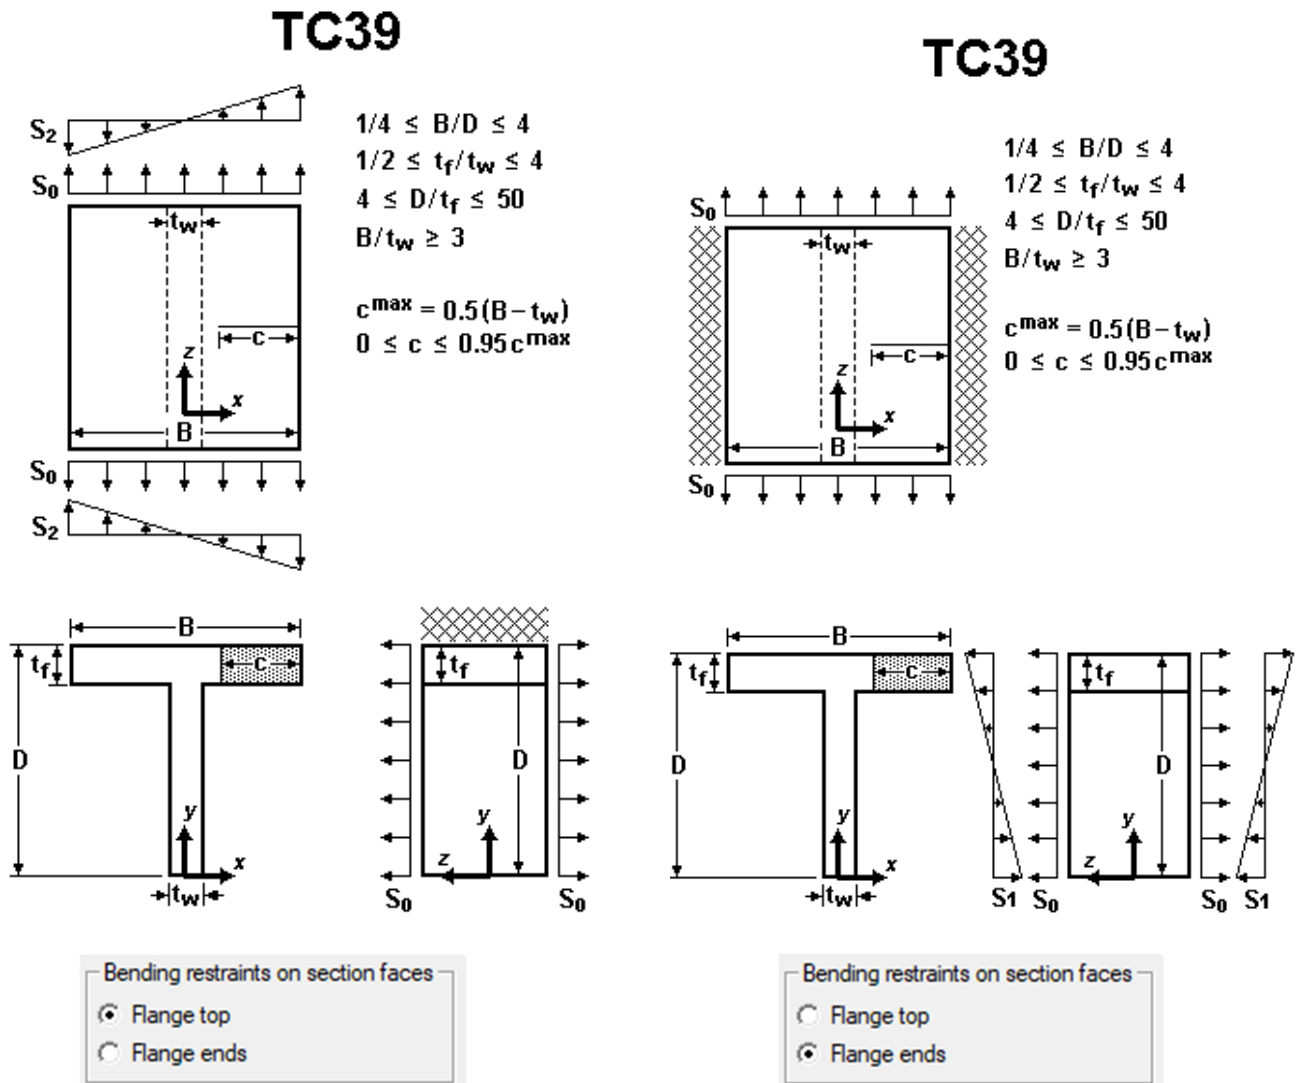 TC39
S2
S0
tw
c
z
x
B
S0
S2
1/4 ≤ B/D ≤ 4
1/2 ≤ tf/tw ≤ 4
4 ≤ D/tf ≤ 50
B/tw ≥ 3
cmax = 0.5(B − tw)
0 ≤ c ≤ 0.95cmax
B
tf
c
D
y
x
tw
tf
D
y
z
S0
S0
Bending restraints on section faces
Flange top
Flange ends
TC39
S0
tw
c
z
x
B
S0
1/4 ≤ B/D ≤ 4
1/2 ≤ tf/tw ≤ 4
4 ≤ D/tf ≤ 50
B/tw ≥ 3
cmax = 0.5(B − tw)
0 ≤ c ≤ 0.95cmax
B
tf
c
D
y
x
tw
tf
D
y
z
S1 S0
S0 S1
Bending restraints on section faces
Flange top
Flange ends